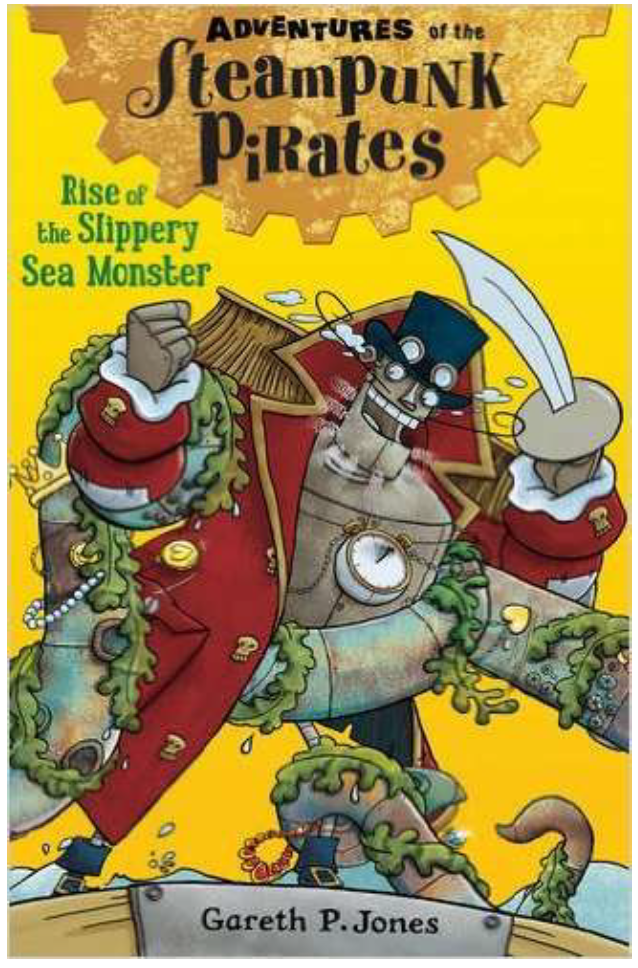 ADVENTURES of the
Steampunk
Pirates
Rise of
the Slippery
Sea Monster
Gareth P. Jones